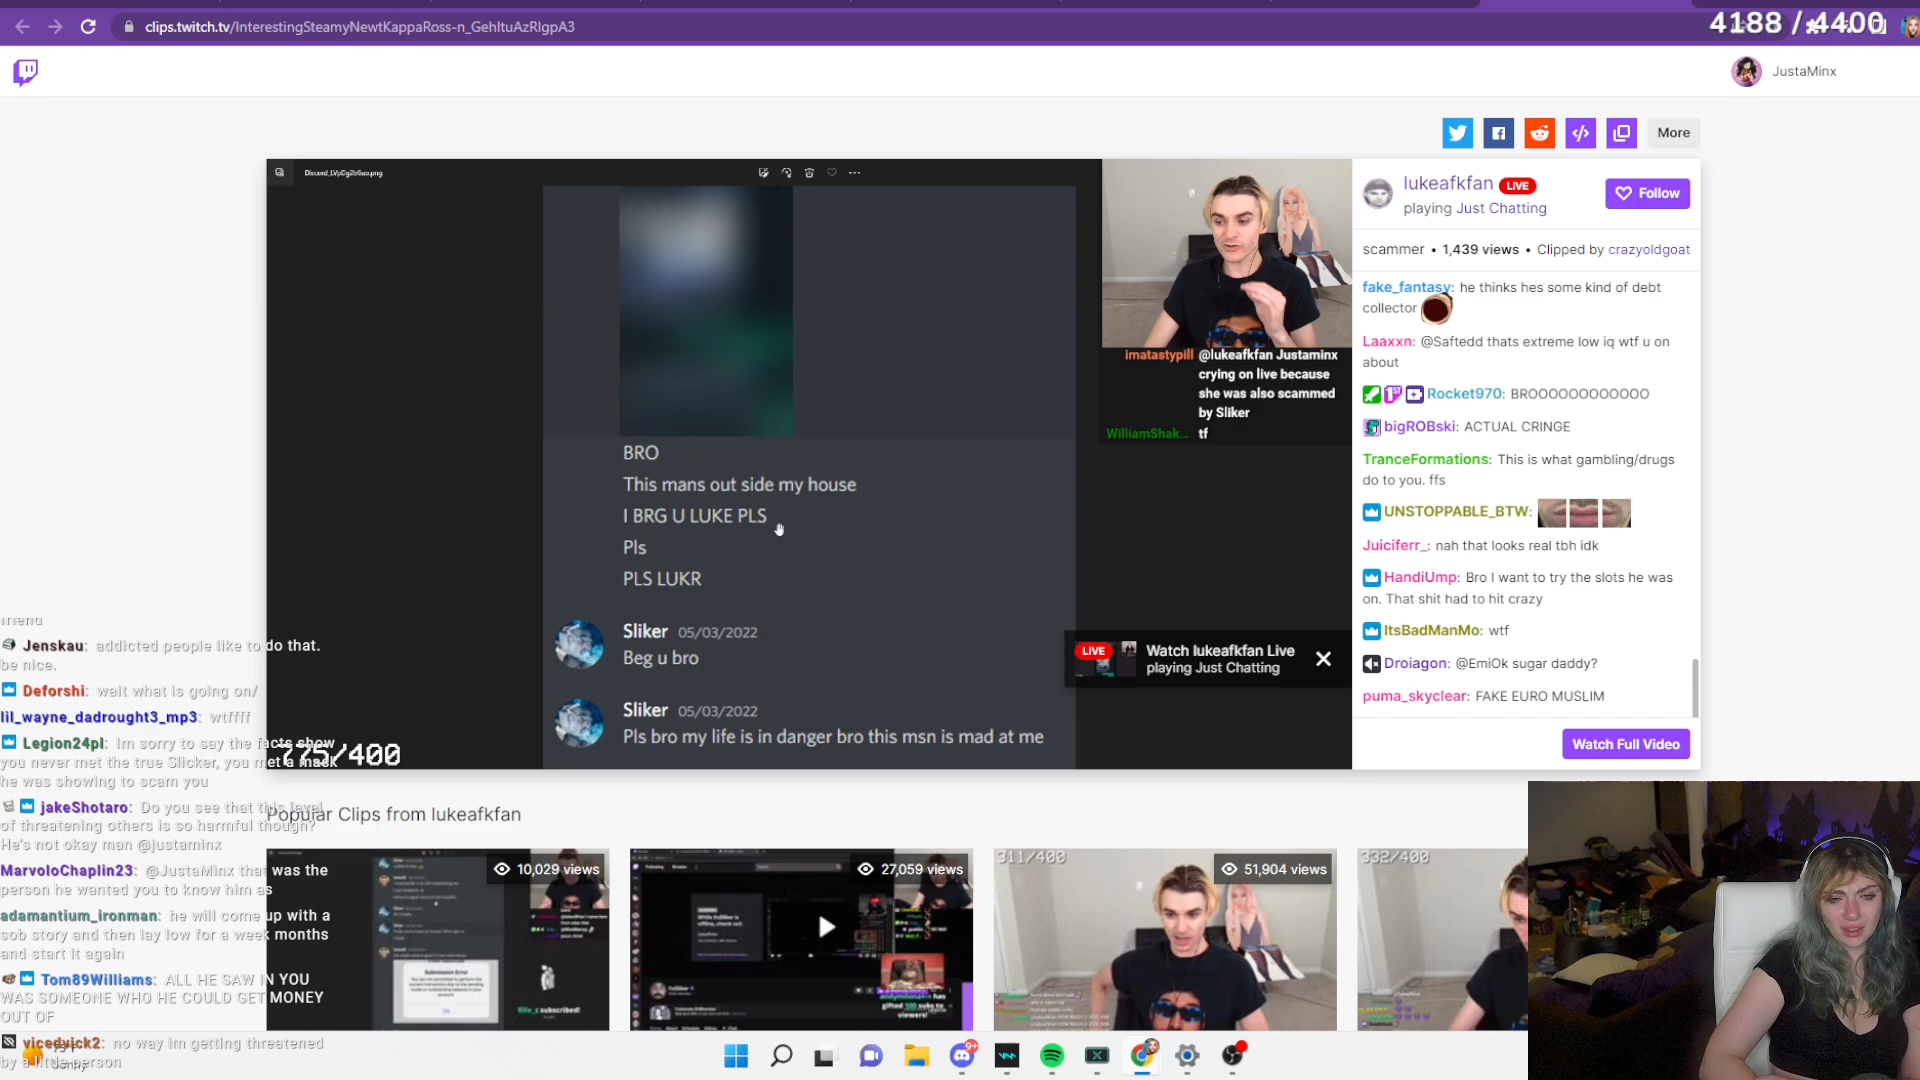 clips.twitch.tv/InterestingSteamyNewtKappaRoss-n_GehItuAzRlgpA3
4188 / 4400
JustaMinx
More
lukeafkfan LIVE
Follow
playing Just Chatting
scammer • 1,439 views • Clipped by crazyoldgoat
fake_fantasy: he thinks hes some kind of debt
collector
Laaxxn: @Saftedd thats extreme low iq wtf u on
about
Rocket970: BROOOOOOOOOOO
bigROBski: ACTUAL CRINGE
TranceFormations: This is what gambling/drugs
do to you. ffs
UNSTOPPABLE_BTW:
Juiciferr_: nah that looks real tbh idk
HandiUmp: Bro I want to try the slots he was
on. That shit had to hit crazy
ItsBadManMo: wtf
Droiagon: @EmiOk sugar daddy?
puma_skyclear: FAKE EURO MUSLIM
Watch Full Video
imatastypill @lukeafkfan Justaminx
crying on live because
she was also scammed
by Sliker
WilliamShak... tf
BRO
This mans out side my house
I BRG U LUKE PLS
Pls
PLS LUKR
Sliker 05/03/2022
Beg u bro
Sliker 05/03/2022
Pls bro my life is in danger bro this msn is mad at me
LIVE
Watch lukeafkfan Live
playing Just Chatting
775/400
Jenskau: addicted people like to do that.
be nice.
Deforshi: wait what is going on/
lil_wayne_dadrought3_mp3: wtffff
Legion24pl: Im sorry to say the facts show
you never met the true Slicker, you met a mask
he was showing to scam you
jakeShotaro: Do you see that this level
of threatening others is so harmful though?
He's not okay man @justaminx
MarvoloChaplin23: @JustaMinx that was the
person he wanted you to know him as
adamantium_ironman: he will come up with a
sob story and then lay low for a week months
and start it again
Tom89Williams: ALL HE SAW IN YOU
WAS SOMEONE WHO HE COULD GET MONEY
OUT OF
viceduick2: no way im getting threatened
by a little person
Popular Clips from lukeafkfan
10,029 views
27,059 views
311/400
51,904 views
332/400
Submission Error
9+